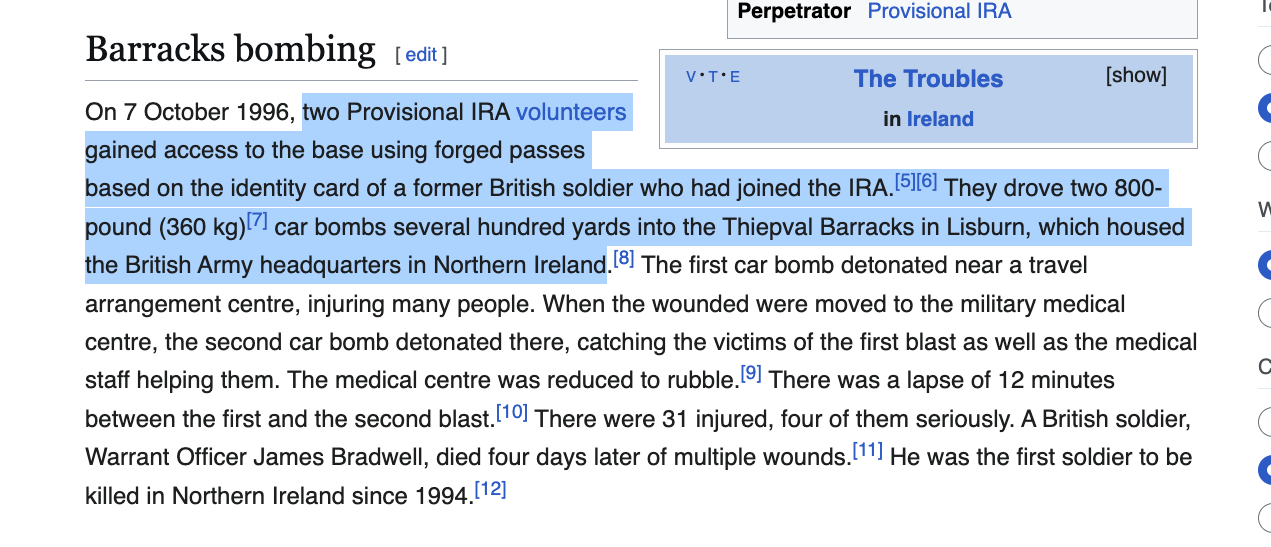 Perpetrator Provisional IRA
Barracks bombing [ edit ]
V · T · E The Troubles [show]
in Ireland
On 7 October 1996, two Provisional IRA volunteers
gained access to the base using forged passes
based on the identity card of a former British soldier who had joined the IRA.[5][6] They drove two 800-
pound (360 kg)[7] car bombs several hundred yards into the Thiepval Barracks in Lisburn, which housed
the British Army headquarters in Northern Ireland.[8] The first car bomb detonated near a travel
arrangement centre, injuring many people. When the wounded were moved to the military medical
centre, the second car bomb detonated there, catching the victims of the first blast as well as the medical
staff helping them. The medical centre was reduced to rubble.[9] There was a lapse of 12 minutes
between the first and the second blast.[10] There were 31 injured, four of them seriously. A British soldier,
Warrant Officer James Bradwell, died four days later of multiple wounds.[11] He was the first soldier to be
killed in Northern Ireland since 1994.[12]